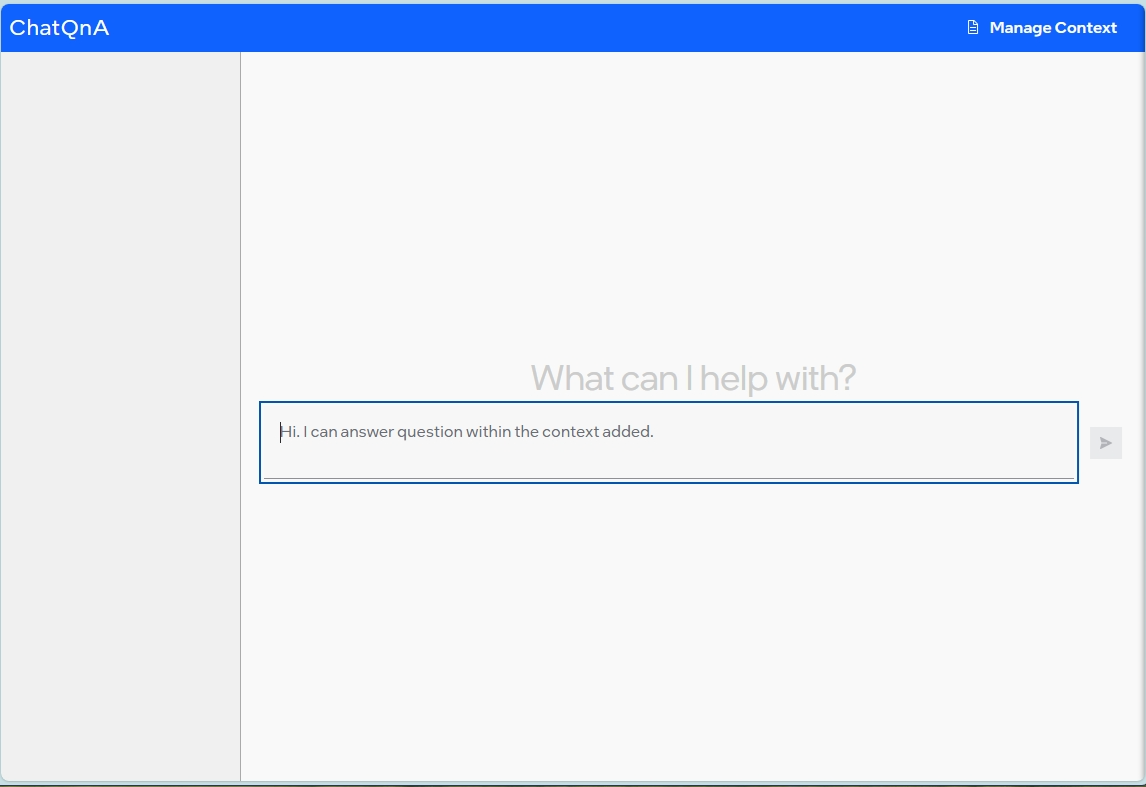 ChatQnA
Manage Context
What can I help with?
Hi. I can answer question within the context added.